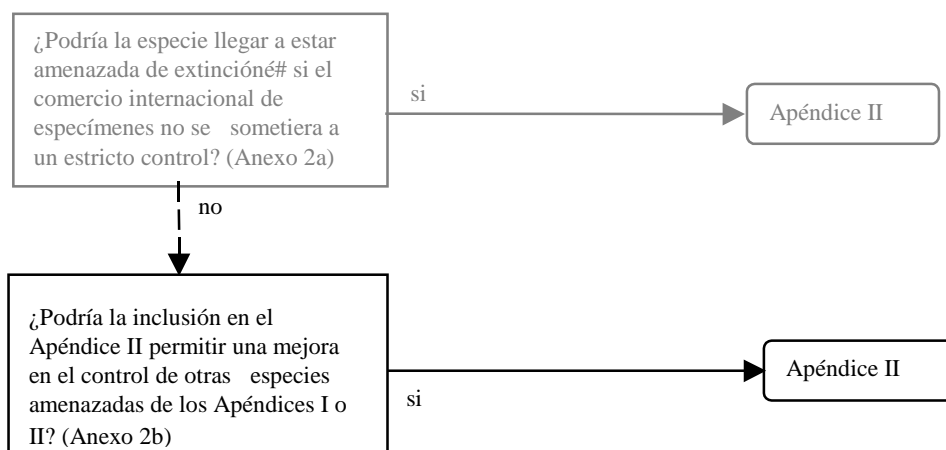 ¿Podría la especie llegar a estar
amenazada de extincióné# si el
comercio internacional de
especímenes no se sometiera a
un estricto control? (Anexo 2a)
si
Apéndice II
no
¿Podría la inclusión en el
Apéndice II permitir una mejora
en el control de otras especies
amenazadas de los Apéndices I o
II? (Anexo 2b)
si
Apéndice II